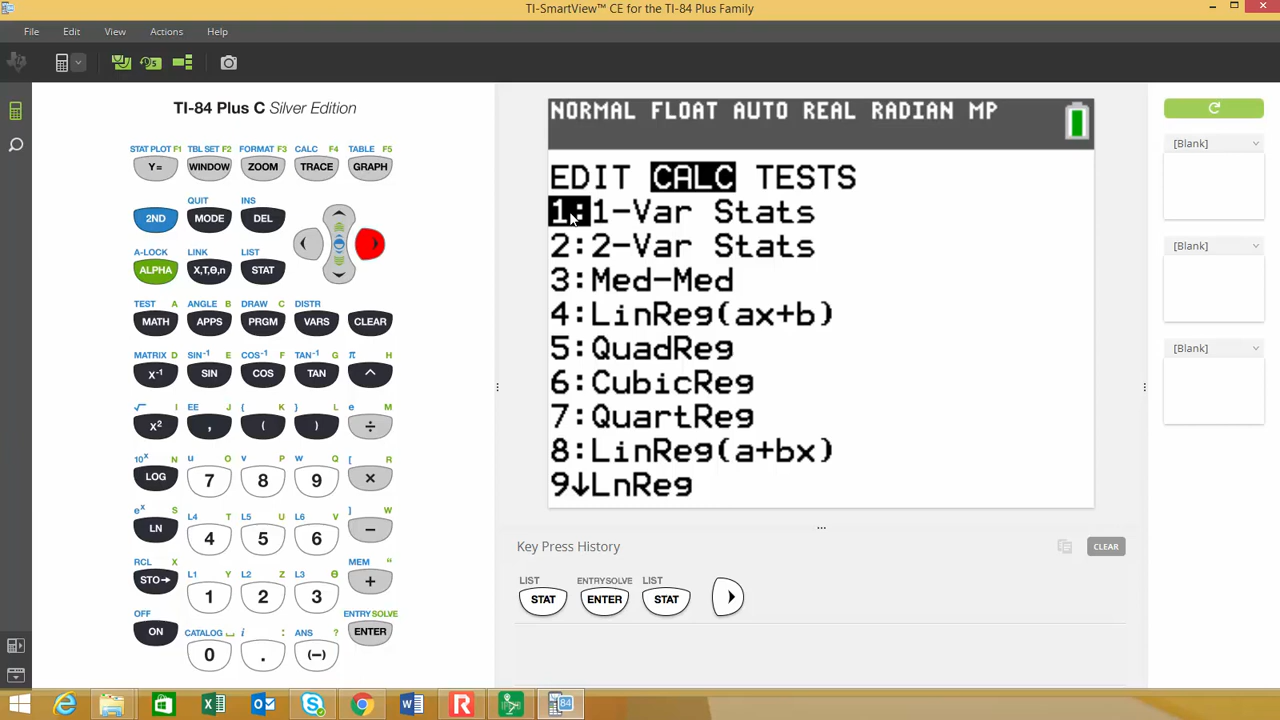 TI-SmartView™ CE for the TI-84 Plus Family
File Edit View Actions Help
TI-84 Plus C Silver Edition
STAT PLOT F1 TBL SET F2 FORMAT F3 CALC F4 TABLE F5
Y= WINDOW ZOOM TRACE GRAPH
QUIT INS
2ND MODE DEL
A-LOCK LINK LIST
ALPHA X,T,Θ,n STAT
TEST A ANGLE B DRAW C DISTR
MATH APPS PRGM VARS CLEAR
MATRIX D SIN⁻¹ E COS⁻¹ F TAN⁻¹ G π H
X⁻¹ SIN COS TAN ^
√‾ I EE J { K } L e M
x² , ( ) ÷
10ˣ N u O v P w Q [ R
LOG 7 8 9 ×
eˣ S L4 T L5 U L6 V ] W
LN 4 5 6 −
RCL X L1 Y L2 Z L3 Θ MEM “
STO→ 1 2 3 +
OFF CATALOG ⎵ i : ANS ? ENTRY SOLVE
ON 0 . (−) ENTER
NORMAL FLOAT AUTO REAL RADIAN MP
EDIT CALC TESTS
1:1-Var Stats
2:2-Var Stats
3:Med-Med
4:LinReg(ax+b)
5:QuadReg
6:CubicReg
7:QuartReg
8:LinReg(a+bx)
9↓LnReg
Key Press History
CLEAR
LIST ENTRY SOLVE LIST
STAT ENTER STAT
[Blank]
[Blank]
[Blank]
84